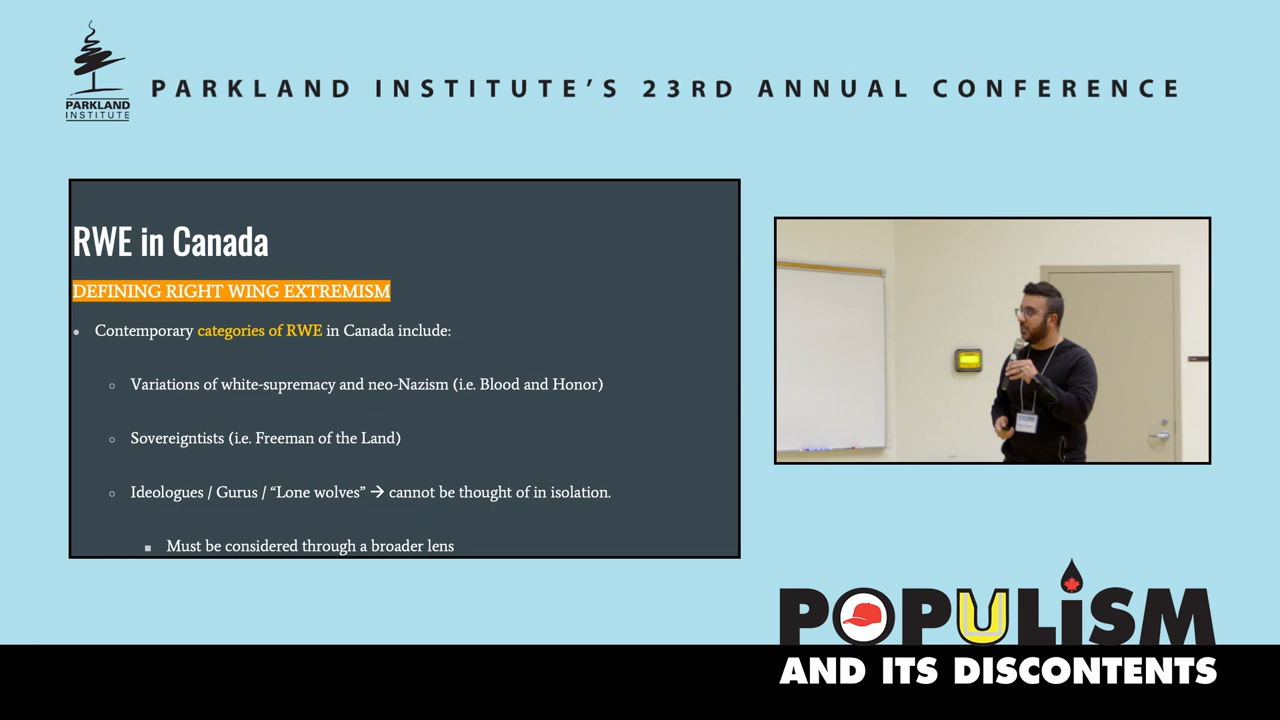 PARKLAND
INSTITUTE
PARKLAND INSTITUTE'S 23RD ANNUAL CONFERENCE
RWE in Canada
DEFINING RIGHT WING EXTREMISM
Contemporary categories of RWE in Canada include:
Variations of white-supremacy and neo-Nazism (i.e. Blood and Honor)
Sovereigntists (i.e. Freeman of the Land)
Ideologues / Gurus / “Lone wolves” → cannot be thought of in isolation.
Must be considered through a broader lens
POPULiSM
AND ITS DISCONTENTS